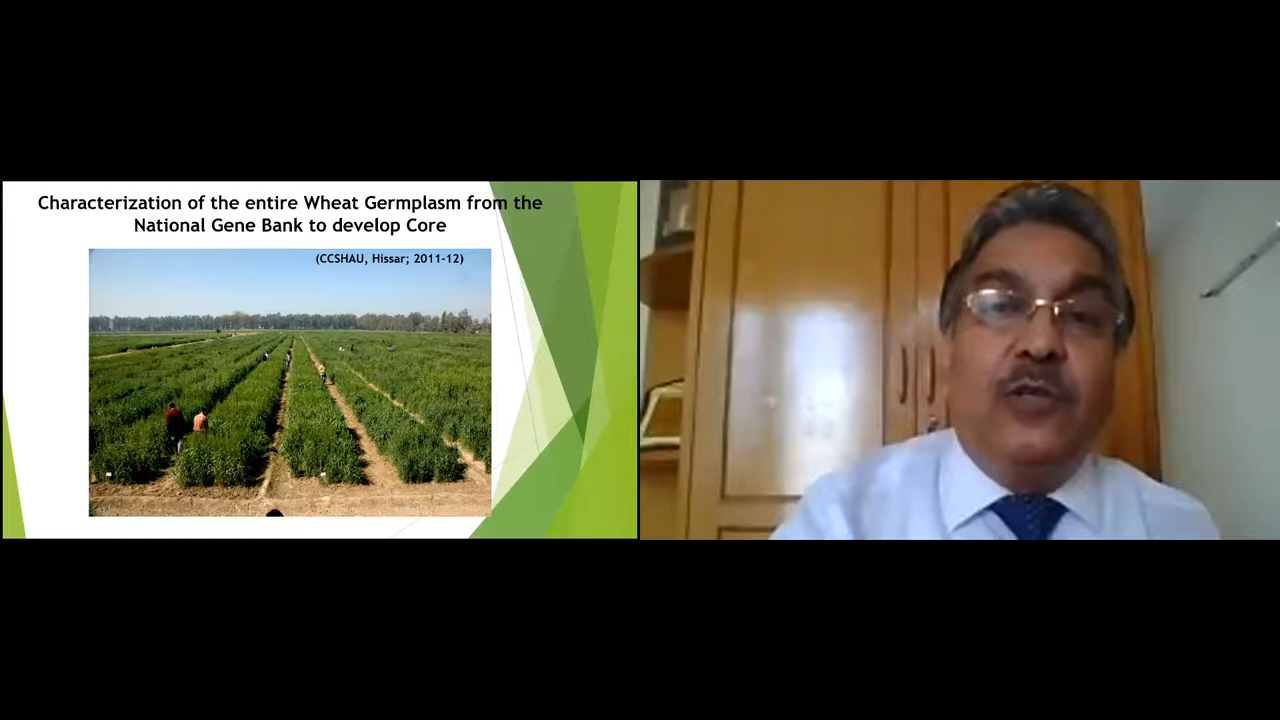 Characterization of the entire Wheat Germplasm from the
National Gene Bank to develop Core
(CCSHAU, Hissar; 2011-12)